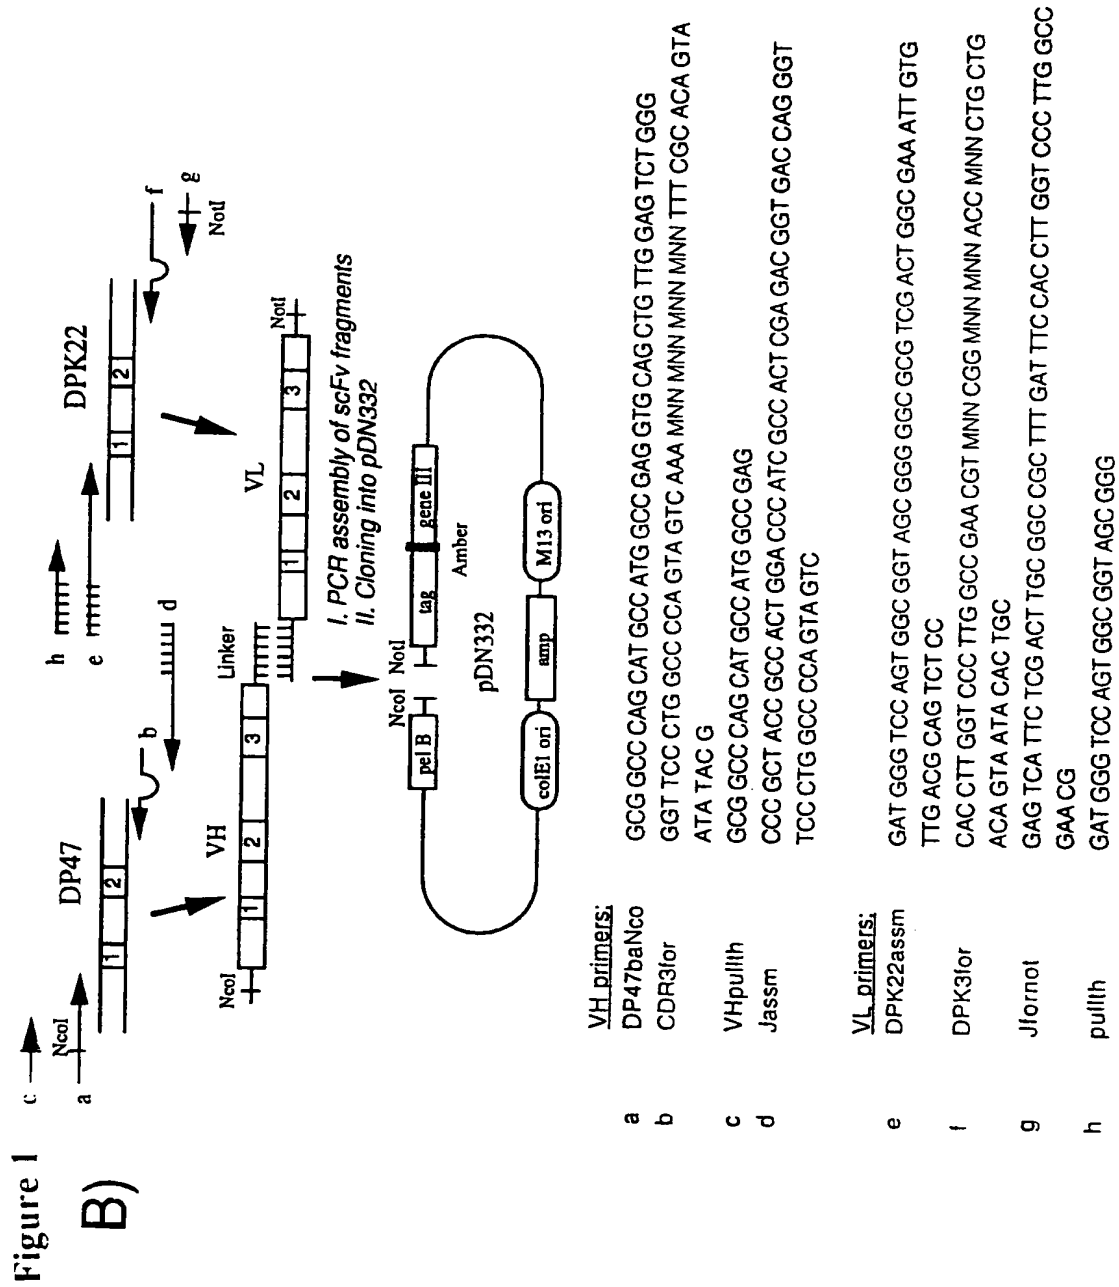 Figure 1
B)
c
NcoI
a
DP47
1 2
b
d
h
e
DPK22
1 2
f
g
NotI
VH
NcoI
1 2 3
Linker
VL
1 2 3
NotI
I. PCR assembly of scFv fragments
II. Cloning into pDN332
NcoI NotI
pel B
tag
gene III
Amber
pDN332
colE1 ori
amp
M13 ori
VH primers:
a DP47baNco GCG GCC CAG CAT GCC ATG GCC GAG GTG CAG CTG TTG GAG TCT GGG
b CDR3for GGT TCC CTG GCC CCA GTA GTC AAA MNN MNN MNN MNN TTT CGC ACA GTA
ATA TAC G
c VHpullth GCG GCC CAG CAT GCC ATG GCC GAG
d Jassm CCC GCT ACC GCC ACT GGA CCC ATC GCC ACT CGA GAC GGT GAC CAG GGT
TCC CTG GCC CCA GTA GTC
VL primers:
e DPK22assm GAT GGG TCC AGT GGC GGT AGC GGG GGC GCG TCG ACT GGC GAA ATT GTG
TTG ACG CAG TCT CC
f DPK3for CAC CTT GGT CCC TTG GCC GAA CGT MNN CGG MNN MNN ACC MNN CTG CTG
ACA GTA ATA CAC TGC
g Jfornot GAG TCA TTC TCG ACT TGC GGC CGC TTT GAT TTC CAC CTT GGT CCC TTG GCC
GAA CG
h pullth GAT GGG TCC AGT GGC GGT AGC GGG